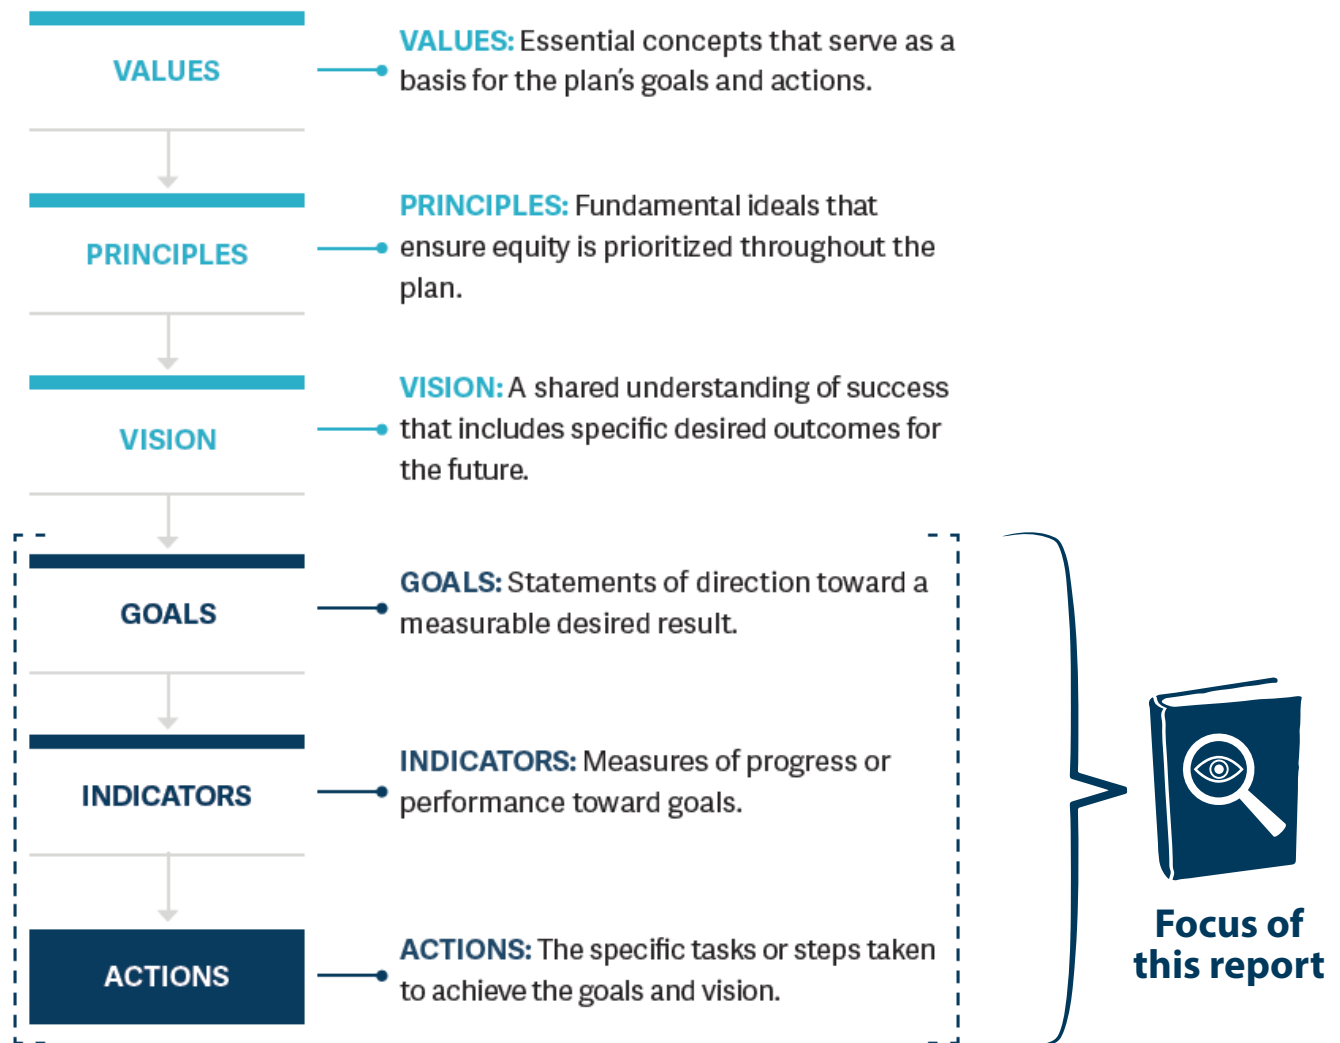 VALUES
VALUES: Essential concepts that serve as a
basis for the plan's goals and actions.
PRINCIPLES
PRINCIPLES: Fundamental ideals that
ensure equity is prioritized throughout the
plan.
VISION
VISION: A shared understanding of success
that includes specific desired outcomes for
the future.
GOALS
GOALS: Statements of direction toward a
measurable desired result.
INDICATORS
INDICATORS: Measures of progress or
performance toward goals.
ACTIONS
ACTIONS: The specific tasks or steps taken
to achieve the goals and vision.
Focus of
this report